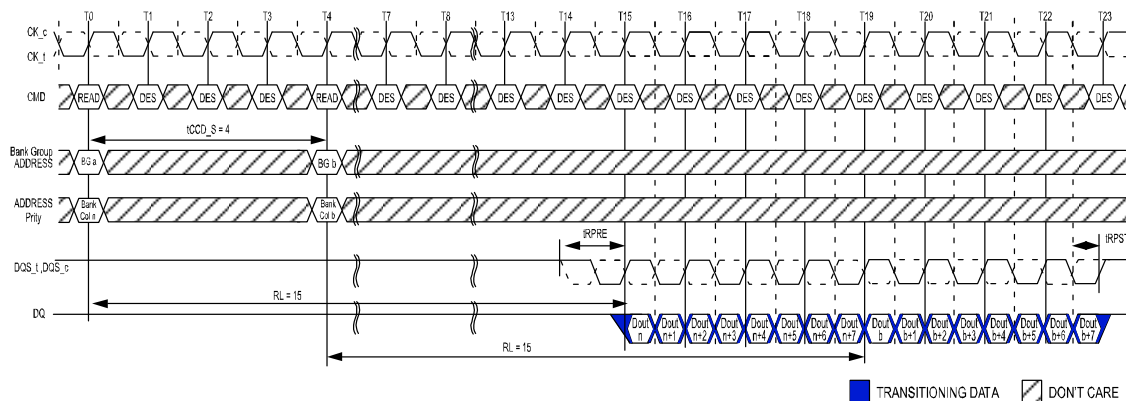 T0 T1 T2 T3 T4 T7 T8 T13 T14 T15 T16 T17 T18 T19 T20 T21 T22 T23
CK_c
CK_t
CMD READ DES DES DES READ DES DES DES DES DES DES DES DES DES DES DES DES DES
tCCD_S = 4
Bank Group
ADDRESS BG a BG b
ADDRESS
Prity
Bank
Col n
Bank
Col b
tRPRE tRPST
DQS_t ,DQS_c
RL = 15
DQ
Dout
n
Dout
n+1
Dout
n+2
Dout
n+3
Dout
n+4
Dout
n+5
Dout
n+6
Dout
n+7
Dout
b
Dout
b+1
Dout
b+2
Dout
b+3
Dout
b+4
Dout
b+5
Dout
b+6
Dout
b+7
RL = 15
TRANSITIONING DATA DON'T CARE